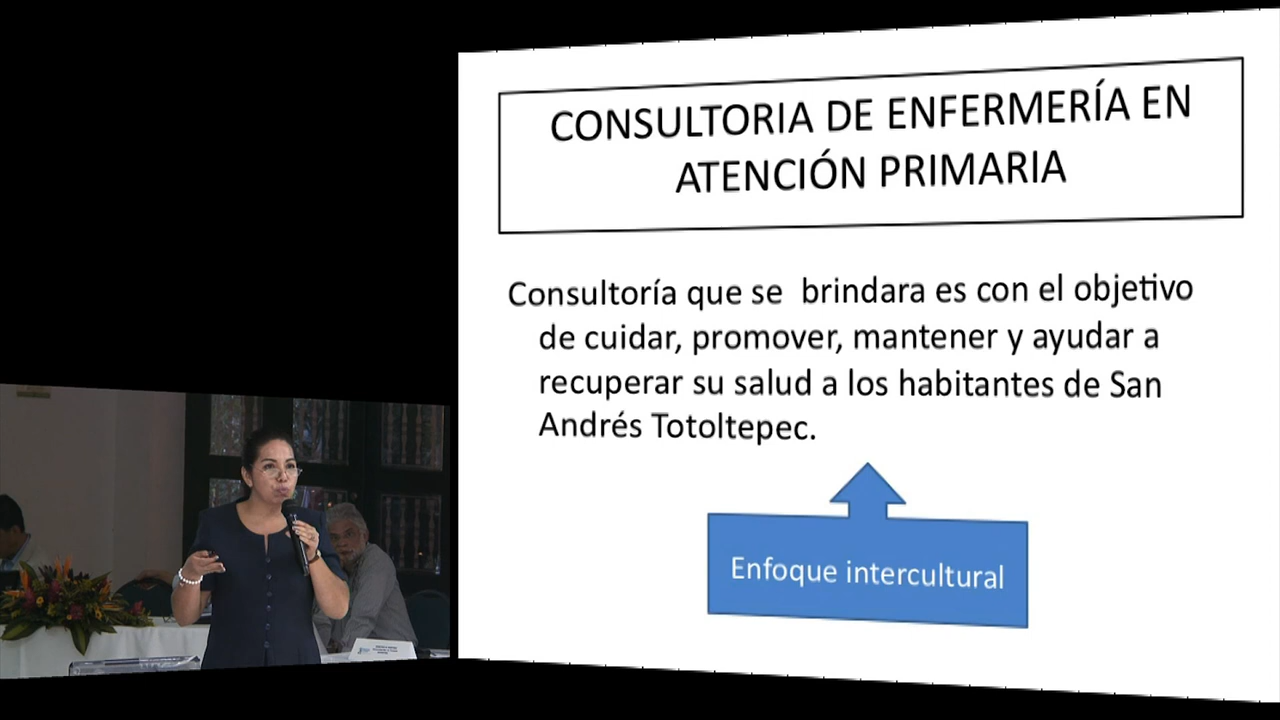 CONSULTORIA DE ENFERMERÍA EN
ATENCIÓN PRIMARIA
Consultoría que se brindara es con el objetivo
de cuidar, promover, mantener y ayudar a
recuperar su salud a los habitantes de San
Andrés Totoltepec.
Enfoque intercultural